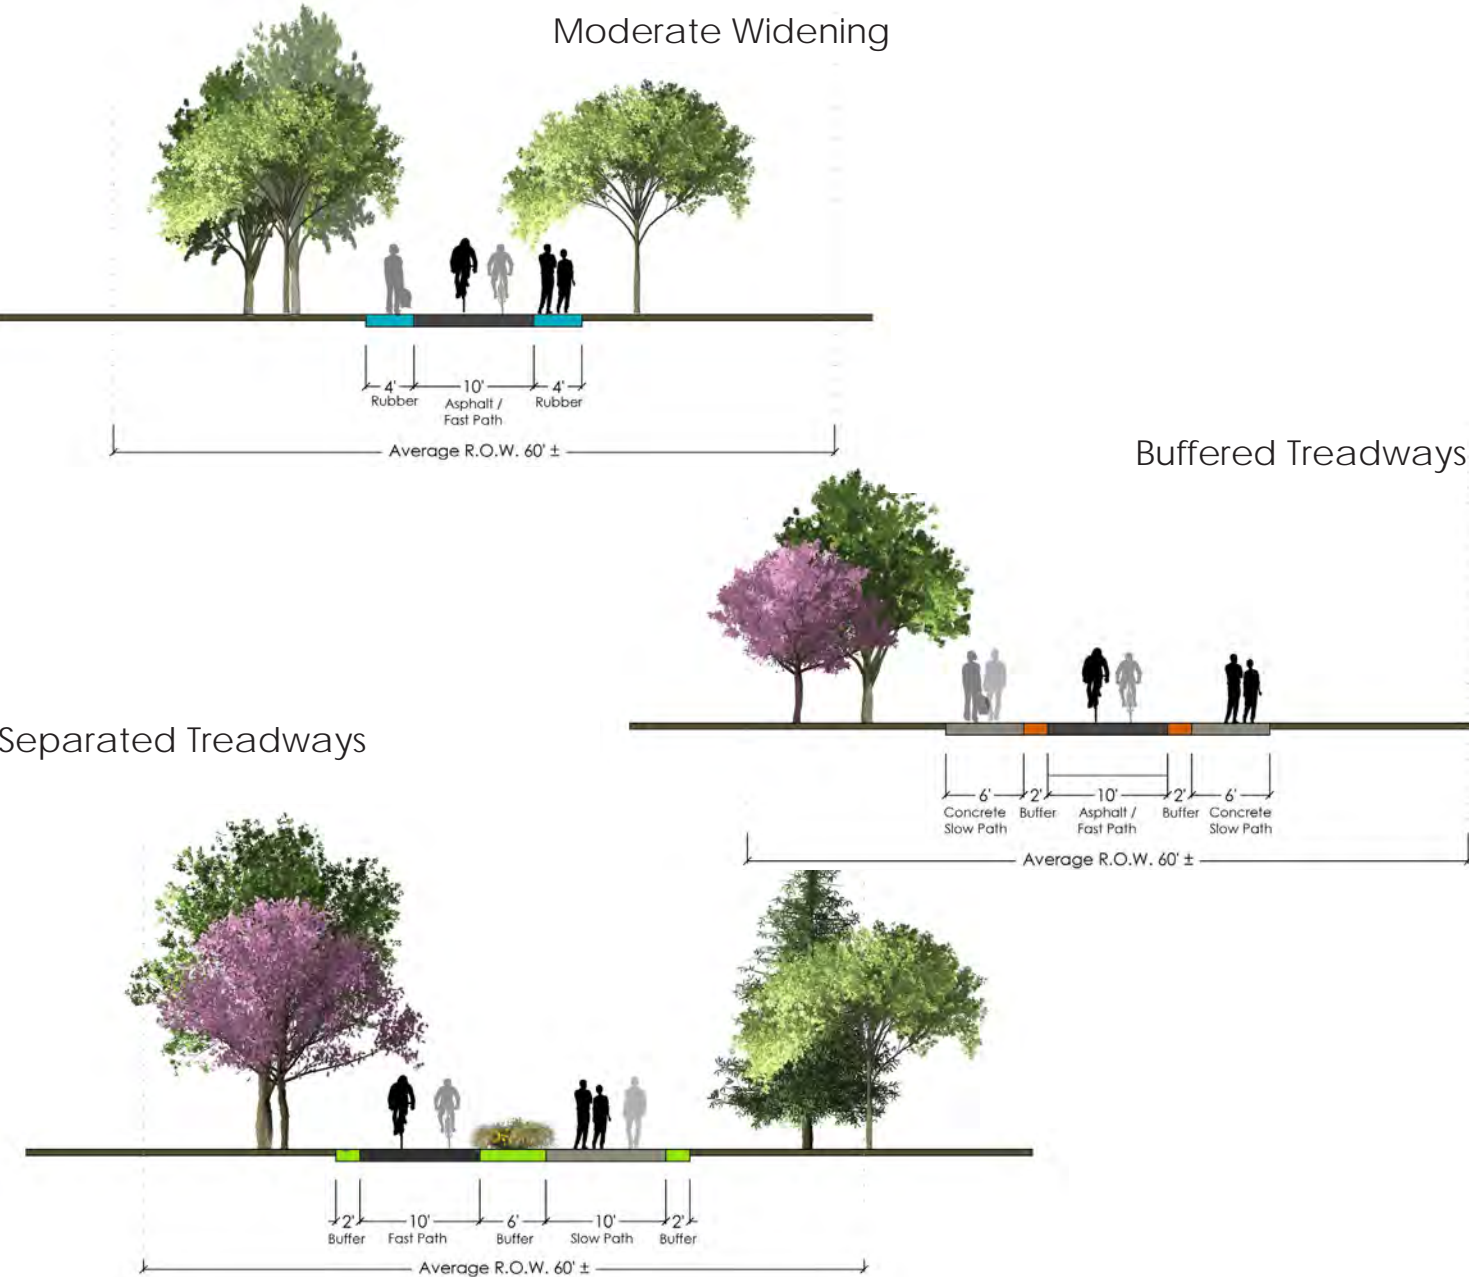 Moderate Widening
4' 10' 4'
Rubber Asphalt / Rubber
Fast Path
Average R.O.W. 60' ±
Buffered Treadways
6' 2' 10' 2' 6'
Concrete Buffer Asphalt / Buffer Concrete
Slow Path Fast Path Slow Path
Average R.O.W. 60' ±
Separated Treadways
2' 10' 6' 10' 2'
Buffer Fast Path Buffer Slow Path Buffer
Average R.O.W. 60' ±